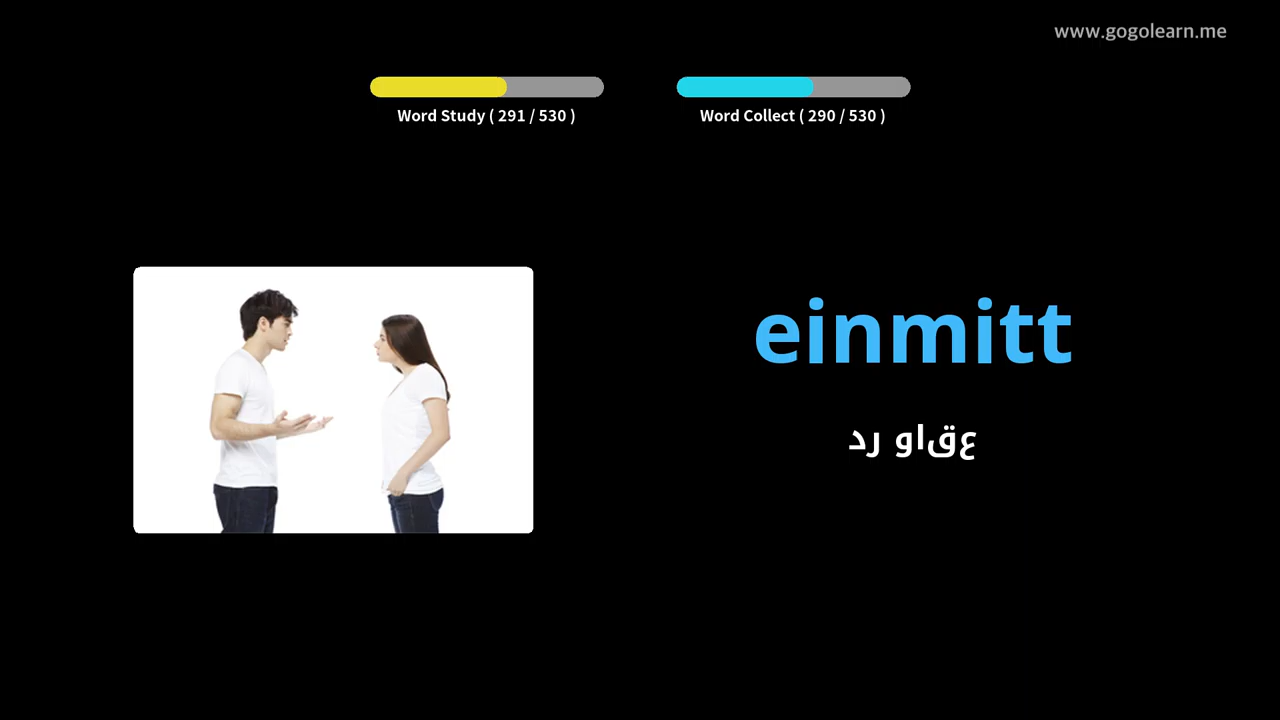 www.gogolearn.me
Word Study ( 291 / 530 )
Word Collect ( 290 / 530 )
einmitt
در واقع